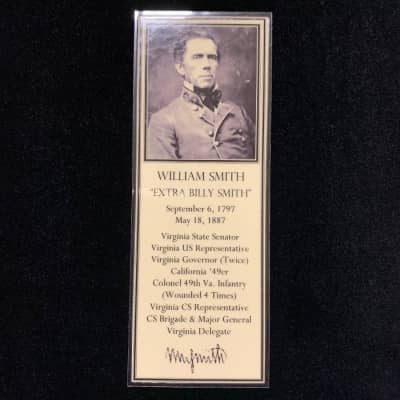 WILLIAM SMITH
"EXTRA BILLY SMITH"
September 6, 1797
May 18, 1887
Virginia State Senator
Virginia US Representative
Virginia Governor (Twice)
California '49er
Colonel 49th Va. Infantry
(Wounded 4 Times)
Virginia CS Representative
CS Brigade & Major General
Virginia Delegate
Wm Smith